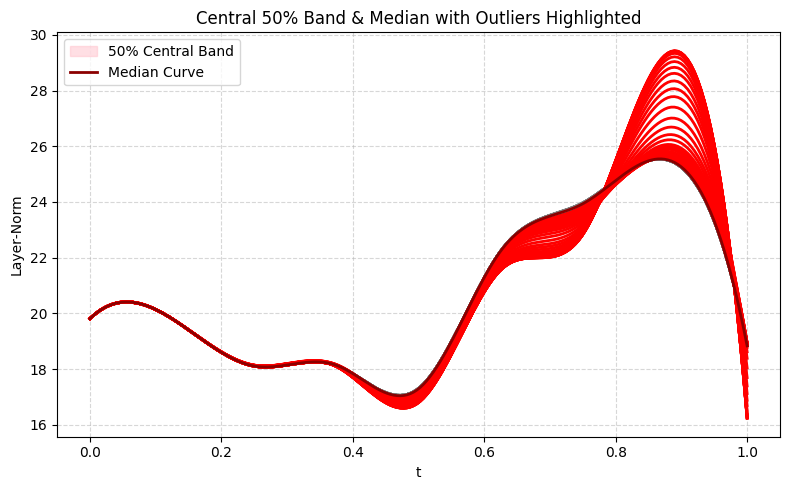 Central 50% Band & Median with Outliers Highlighted
50% Central Band
Median Curve
Layer-Norm
30
28
26
24
22
20
18
16
0.0 0.2 0.4 0.6 0.8 1.0
t